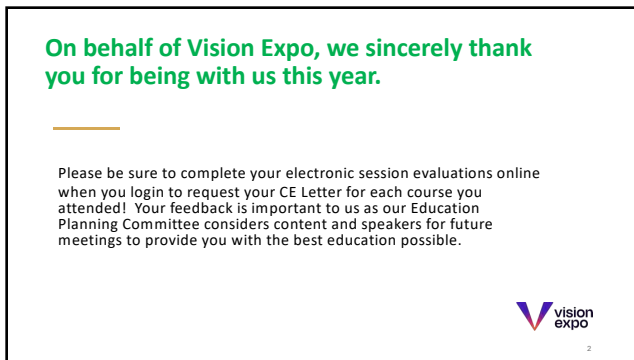 On behalf of Vision Expo, we sincerely thank
you for being with us this year.
Please be sure to complete your electronic session evaluations online
when you login to request your CE Letter for each course you
attended!  Your feedback is important to us as our Education
Planning Committee considers content and speakers for future
meetings to provide you with the best education possible.
vision
expo
2